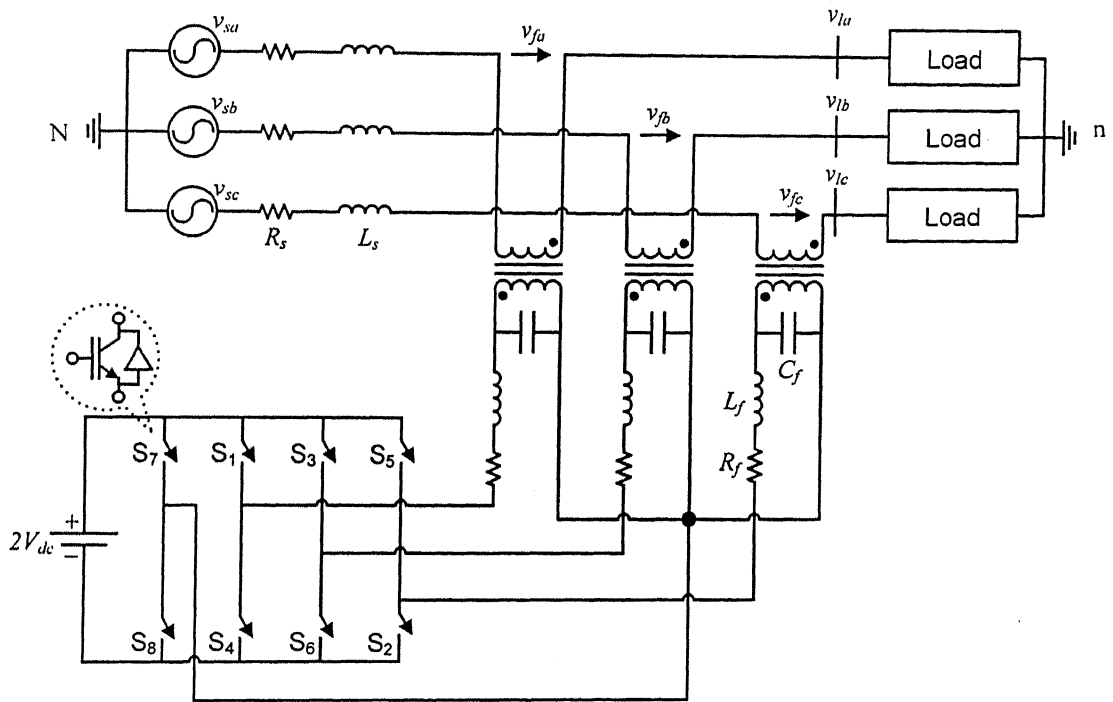 v_sa
v_fa
v_la
Load
N
v_sb
v_fb
v_lb
Load
n
v_sc
R_s
L_s
v_fc
v_lc
Load
C_f
L_f
R_f
S_7
S_1
S_3
S_5
+
2V_dc
−
S_8
S_4
S_6
S_2